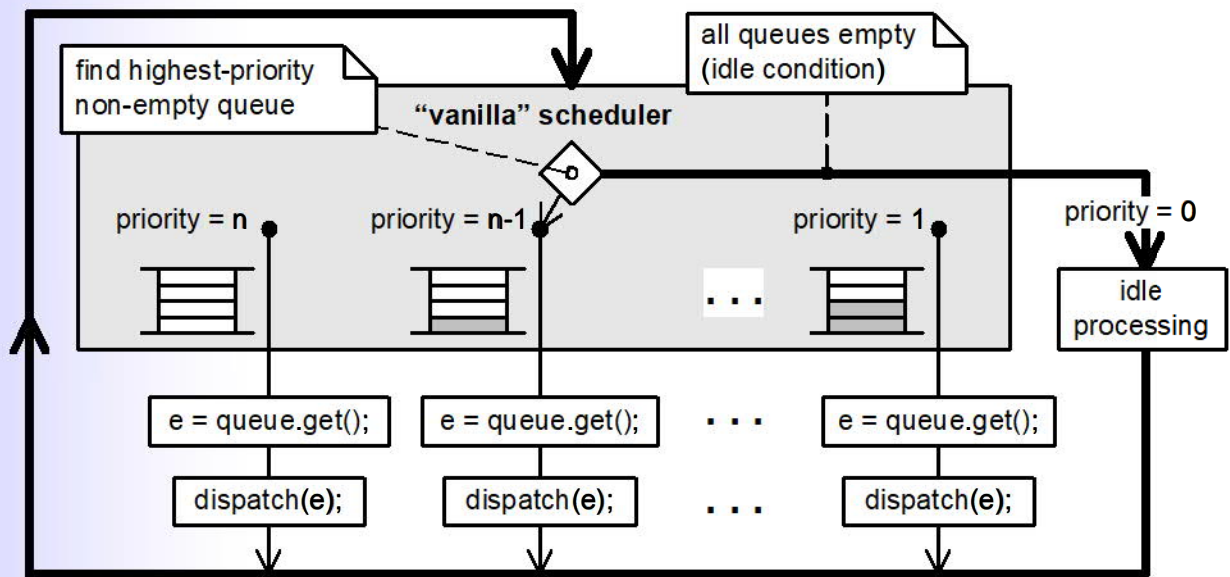 find highest-priority
non-empty queue
all queues empty
(idle condition)
“vanilla” scheduler
priority = n
priority = n-1
. . .
priority = 1
priority = 0
idle
processing
e = queue.get();
e = queue.get();
. . .
e = queue.get();
dispatch(e);
dispatch(e);
. . .
dispatch(e);